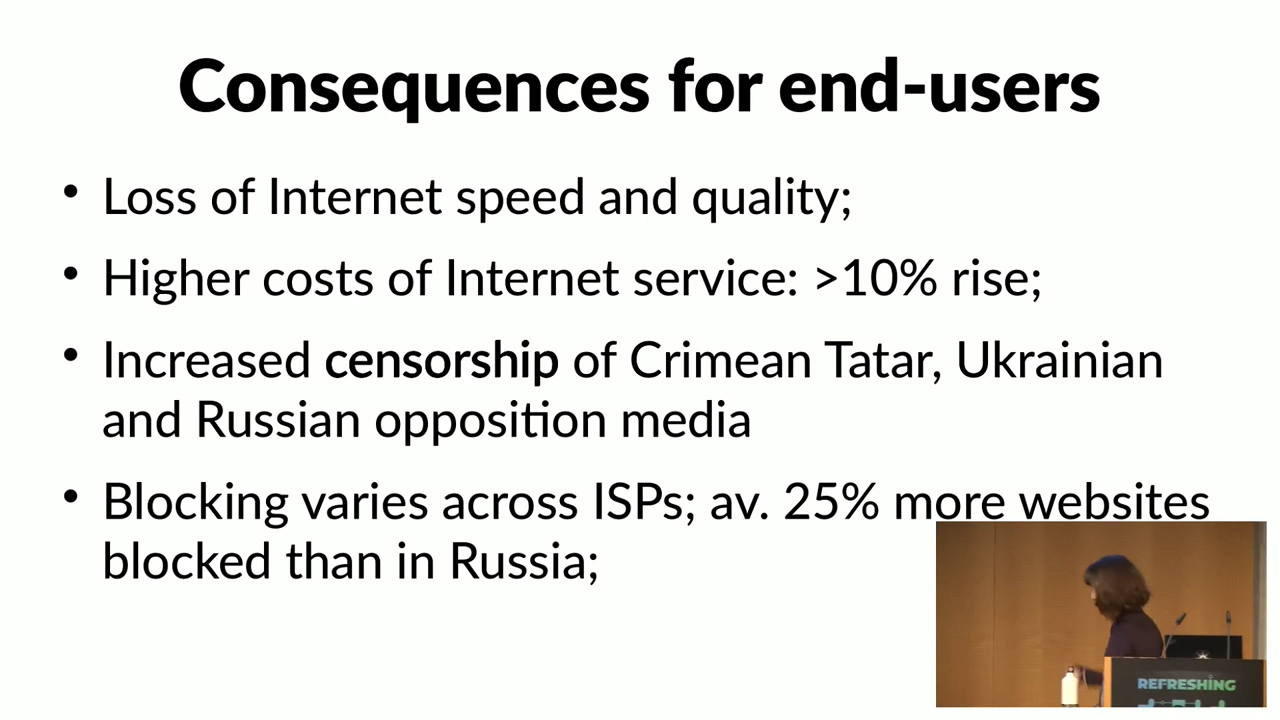 Consequences for end-users
• Loss of Internet speed and quality;
• Higher costs of Internet service: >10% rise;
• Increased censorship of Crimean Tatar, Ukrainian
and Russian opposition media
• Blocking varies across ISPs; av. 25% more websites
blocked than in Russia;
REFRESHING